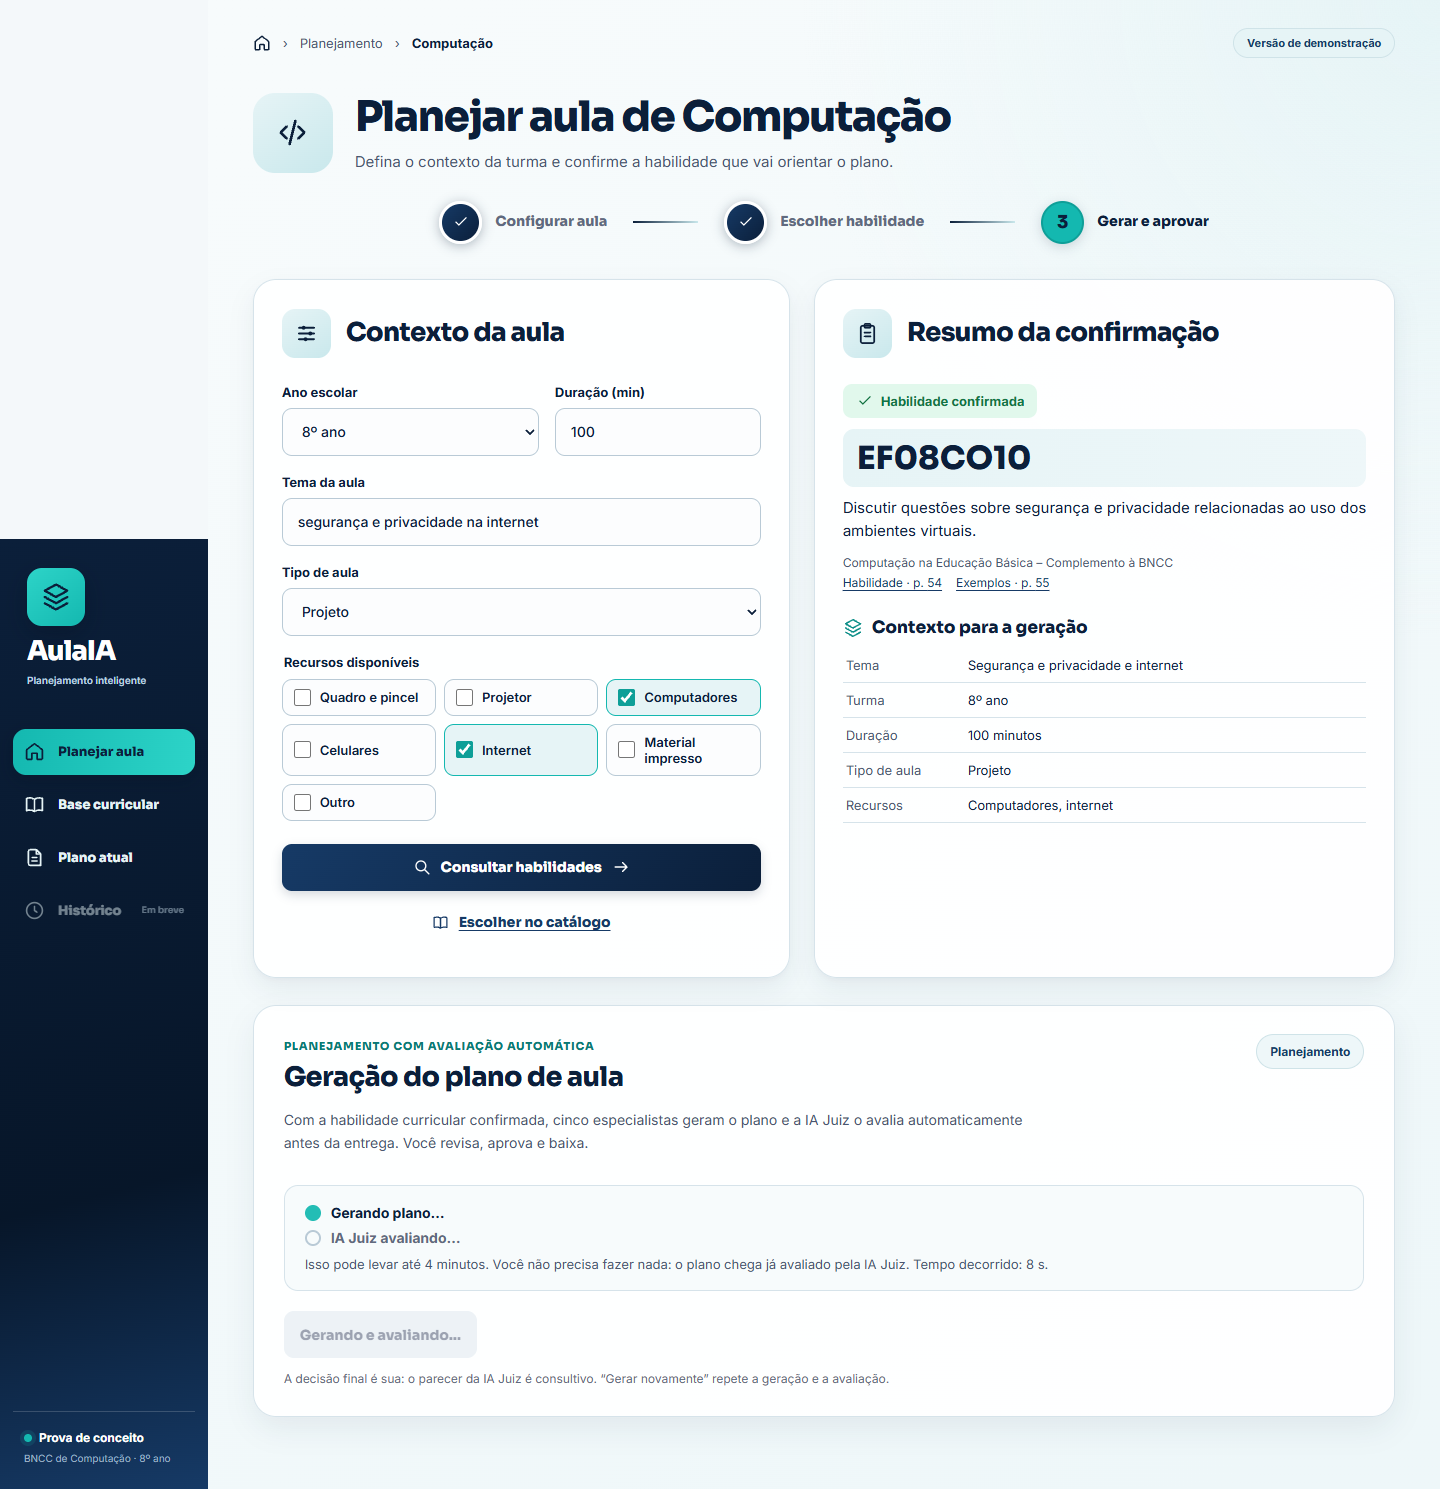 Planejamento
Computação
Versão de demonstração
Planejar aula de Computação
Defina o contexto da turma e confirme a habilidade que vai orientar o plano.
Configurar aula
Escolher habilidade
3
Gerar e aprovar
Contexto da aula
Ano escolar
Duração (min)
8º ano
100
Tema da aula
segurança e privacidade na internet
Tipo de aula
Projeto
Recursos disponíveis
Quadro e pincel
Projetor
Computadores
Celulares
Internet
Material
impresso
Outro
Consultar habilidades
Escolher no catálogo
Resumo da confirmação
Habilidade confirmada
EF08CO10
Discutir questões sobre segurança e privacidade relacionadas ao uso dos
ambientes virtuais.
Computação na Educação Básica – Complemento à BNCC
Habilidade · p. 54
Exemplos · p. 55
Contexto para a geração
Tema
Segurança e privacidade e internet
Turma
8º ano
Duração
100 minutos
Tipo de aula
Projeto
Recursos
Computadores, internet
AulaIA
Planejamento inteligente
Planejar aula
Base curricular
Plano atual
Histórico
Em breve
Prova de conceito
BNCC de Computação · 8º ano
PLANEJAMENTO COM AVALIAÇÃO AUTOMÁTICA
Planejamento
Geração do plano de aula
Com a habilidade curricular confirmada, cinco especialistas geram o plano e a IA Juiz o avalia automaticamente
antes da entrega. Você revisa, aprova e baixa.
Gerando plano...
IA Juiz avaliando...
Isso pode levar até 4 minutos. Você não precisa fazer nada: o plano chega já avaliado pela IA Juiz. Tempo decorrido: 8 s.
Gerando e avaliando...
A decisão final é sua: o parecer da IA Juiz é consultivo. “Gerar novamente” repete a geração e a avaliação.